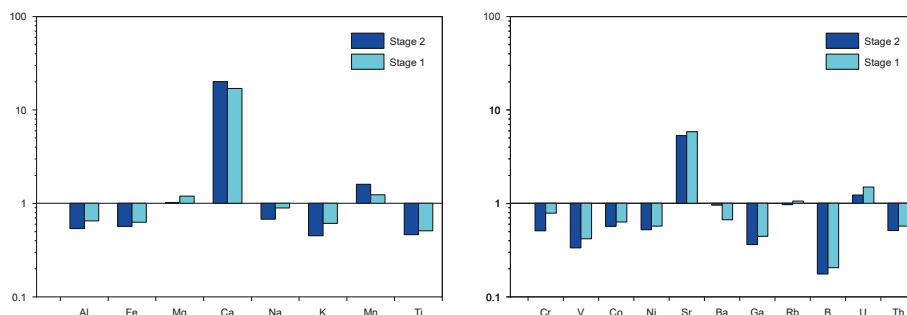 100
10
1
0.1
Stage 2
Stage 1
Al Fe Mg Ca Na K Mn Ti
100
10
1
0.1
Stage 2
Stage 1
Cr V Co Ni Sr Ba Ga Rb B U Th